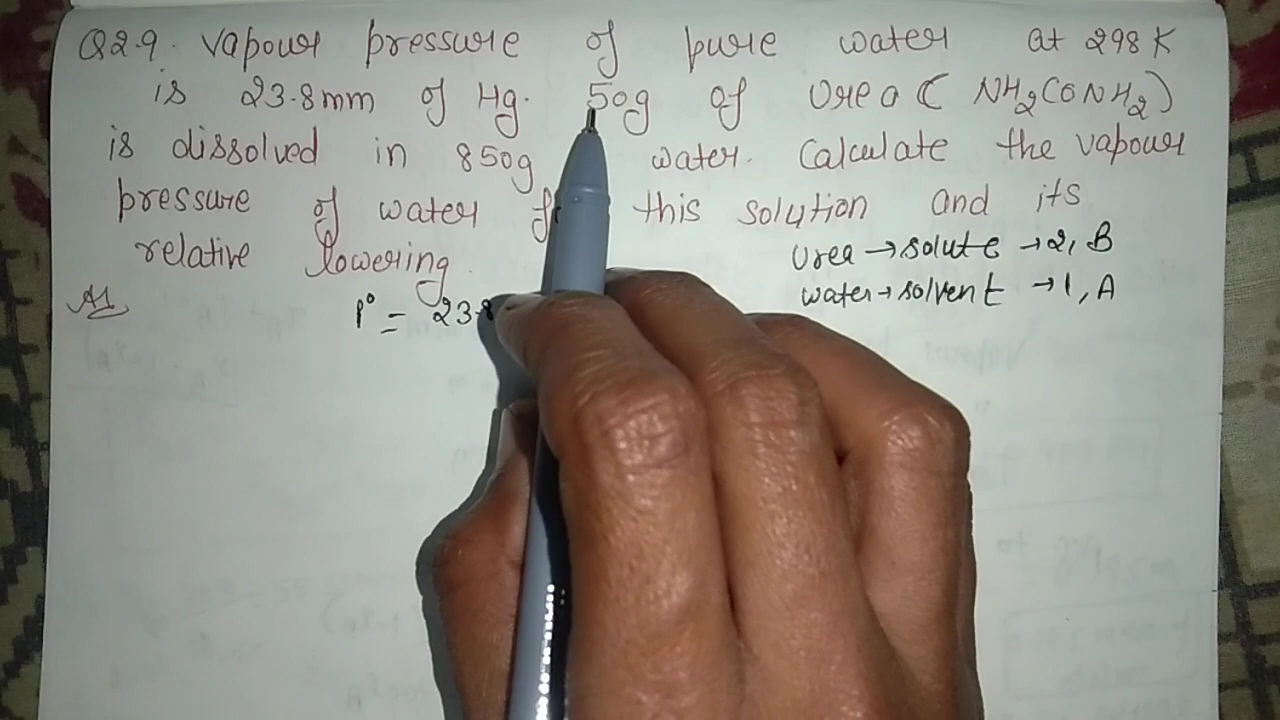 Q2.9. Vapour pressure of pure water at 298 K
is 23.8mm of Hg. 50g of Urea ( NH2CONH2)
is dissolved in 850g water. Calculate the vapour
pressure of water this solution and its
relative lowering.
Urea → solute → 2, B
water → solvent → 1, A
P° = 23.8